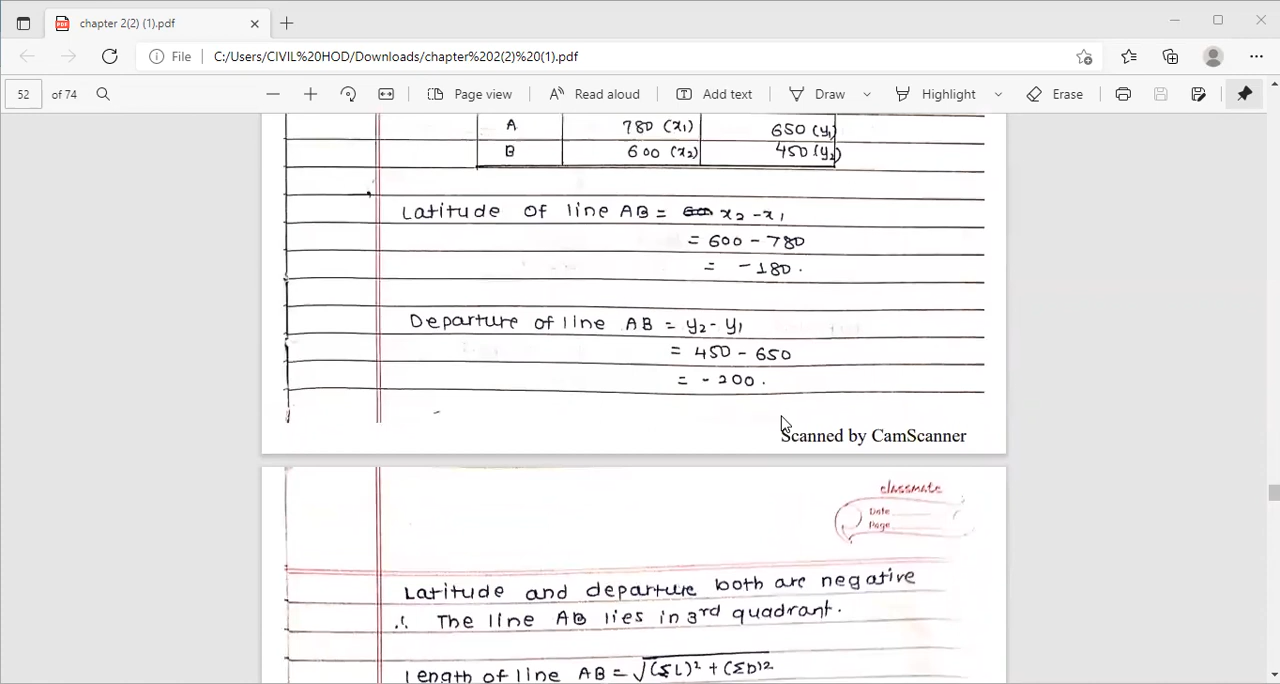 chapter 2(2) (1).pdf
File C:/Users/CIVIL%20HOD/Downloads/chapter%202(2)%20(1).pdf
52 of 74 Page view Read aloud Add text Draw Highlight Erase
A 780 (x1) 650 (y1)
B 600 (x2) 450 (y2)
Latitude of line AB = x2 - x1
= 600 - 780
= -180.
Departure of line AB = y2 - y1
= 450 - 650
= -200.
Scanned by CamScanner
classmate
Date
Page
Latitude and departure both are negative
∴ The line AB lies in 3rd quadrant.
Length of line AB = √(ΣL)² + (ΣD)²